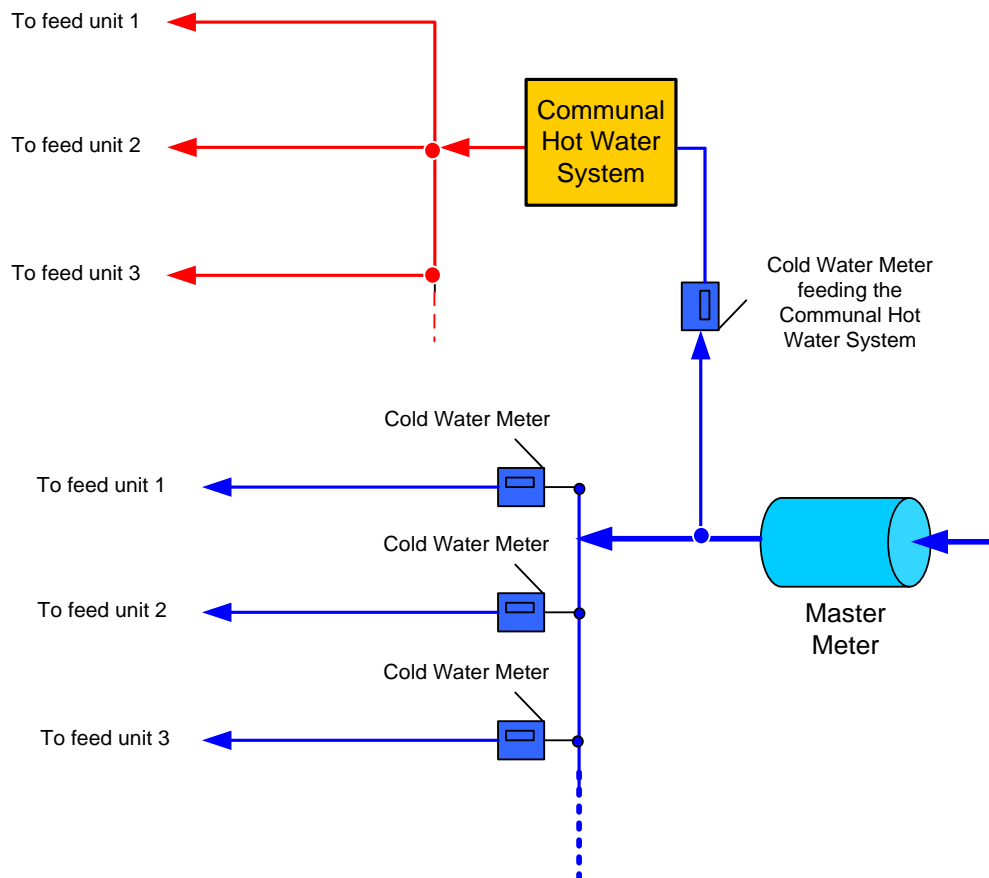 To feed unit 1
Communal
Hot Water
System
To feed unit 2
To feed unit 3
Cold Water Meter
feeding the
Communal Hot
Water System
Cold Water Meter
To feed unit 1
Cold Water Meter
To feed unit 2
Master
Meter
Cold Water Meter
To feed unit 3